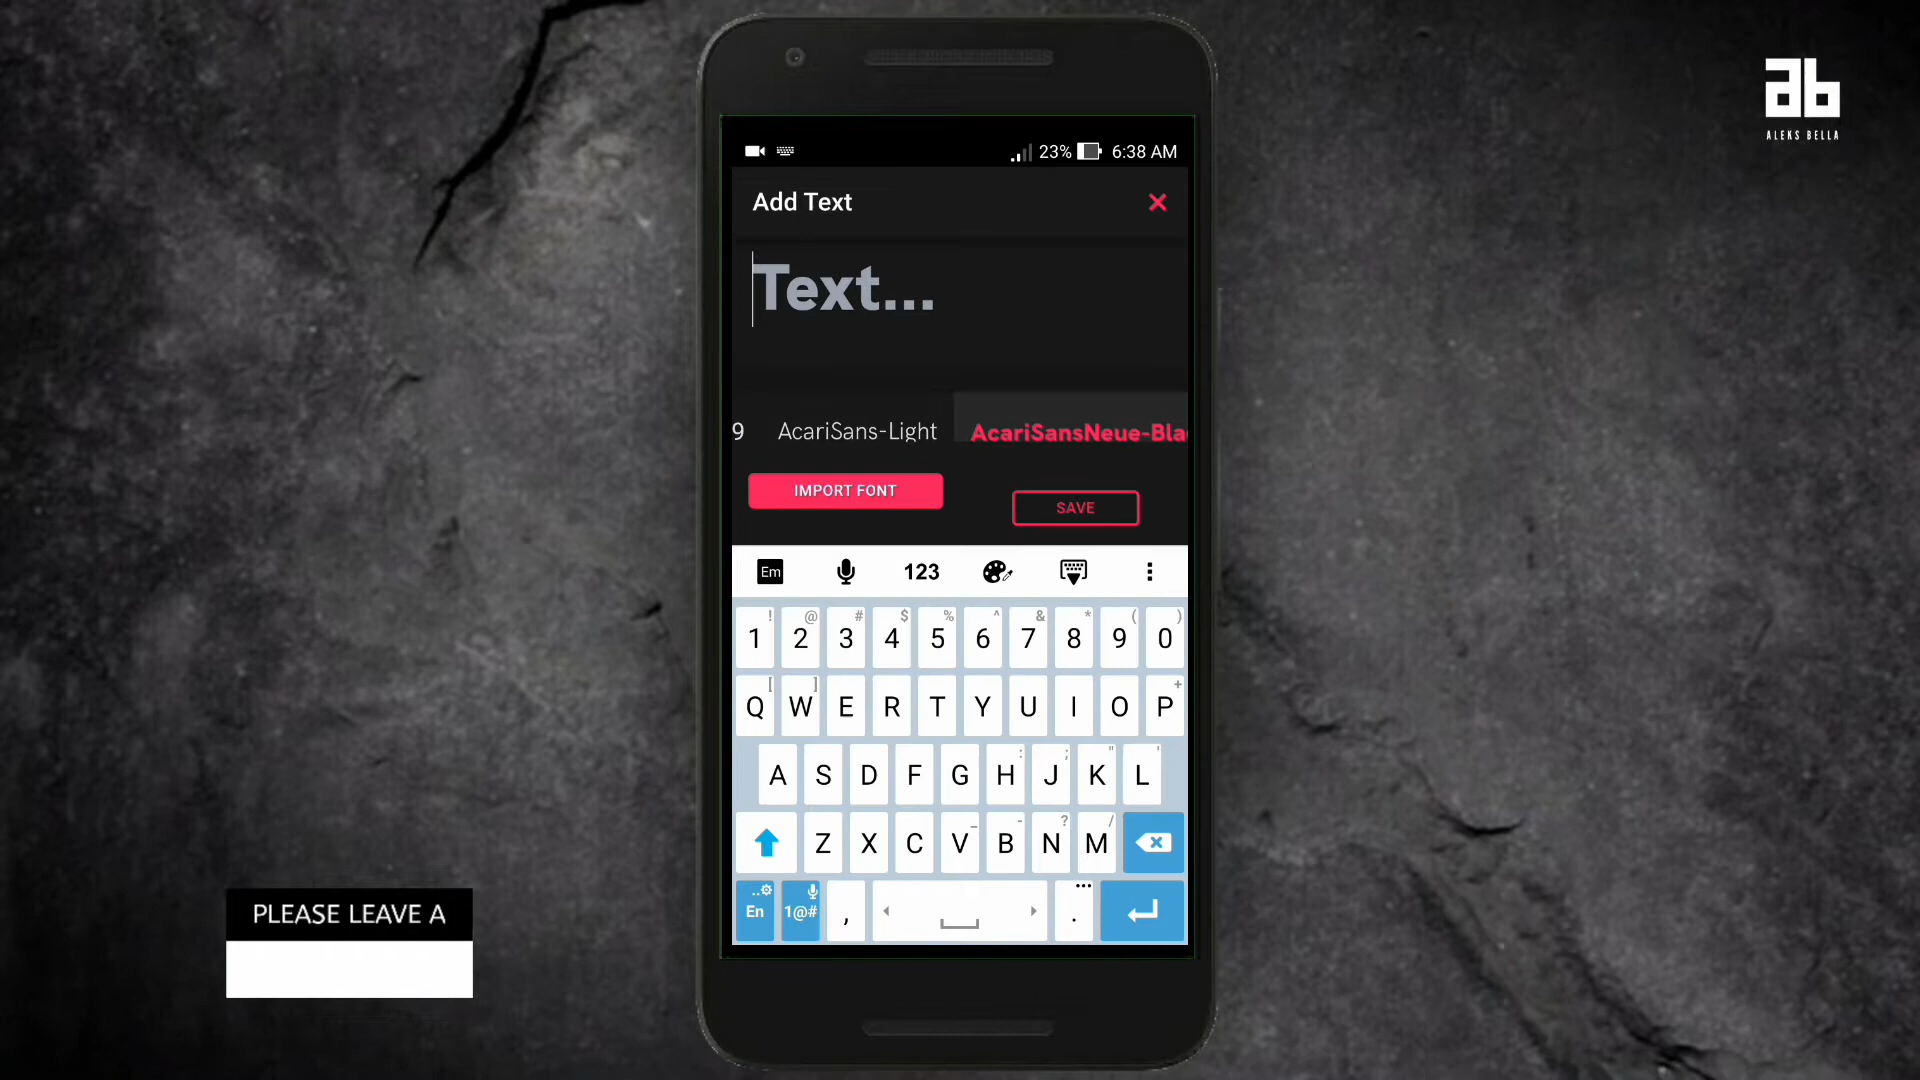 ab
ALEKS BELLA
23% 6:38 AM
Add Text
Text...
9 AcariSans-Light AcariSansNeue-Bla
IMPORT FONT
SAVE
Em 123
! @ # $ % ^ & * ( )
1 2 3 4 5 6 7 8 9 0
[ ] +
Q W E R T Y U I O P
: ; " '
A S D F G H J K L
_ - ? /
Z X C V B N M
En 1@# , .
PLEASE LEAVE A